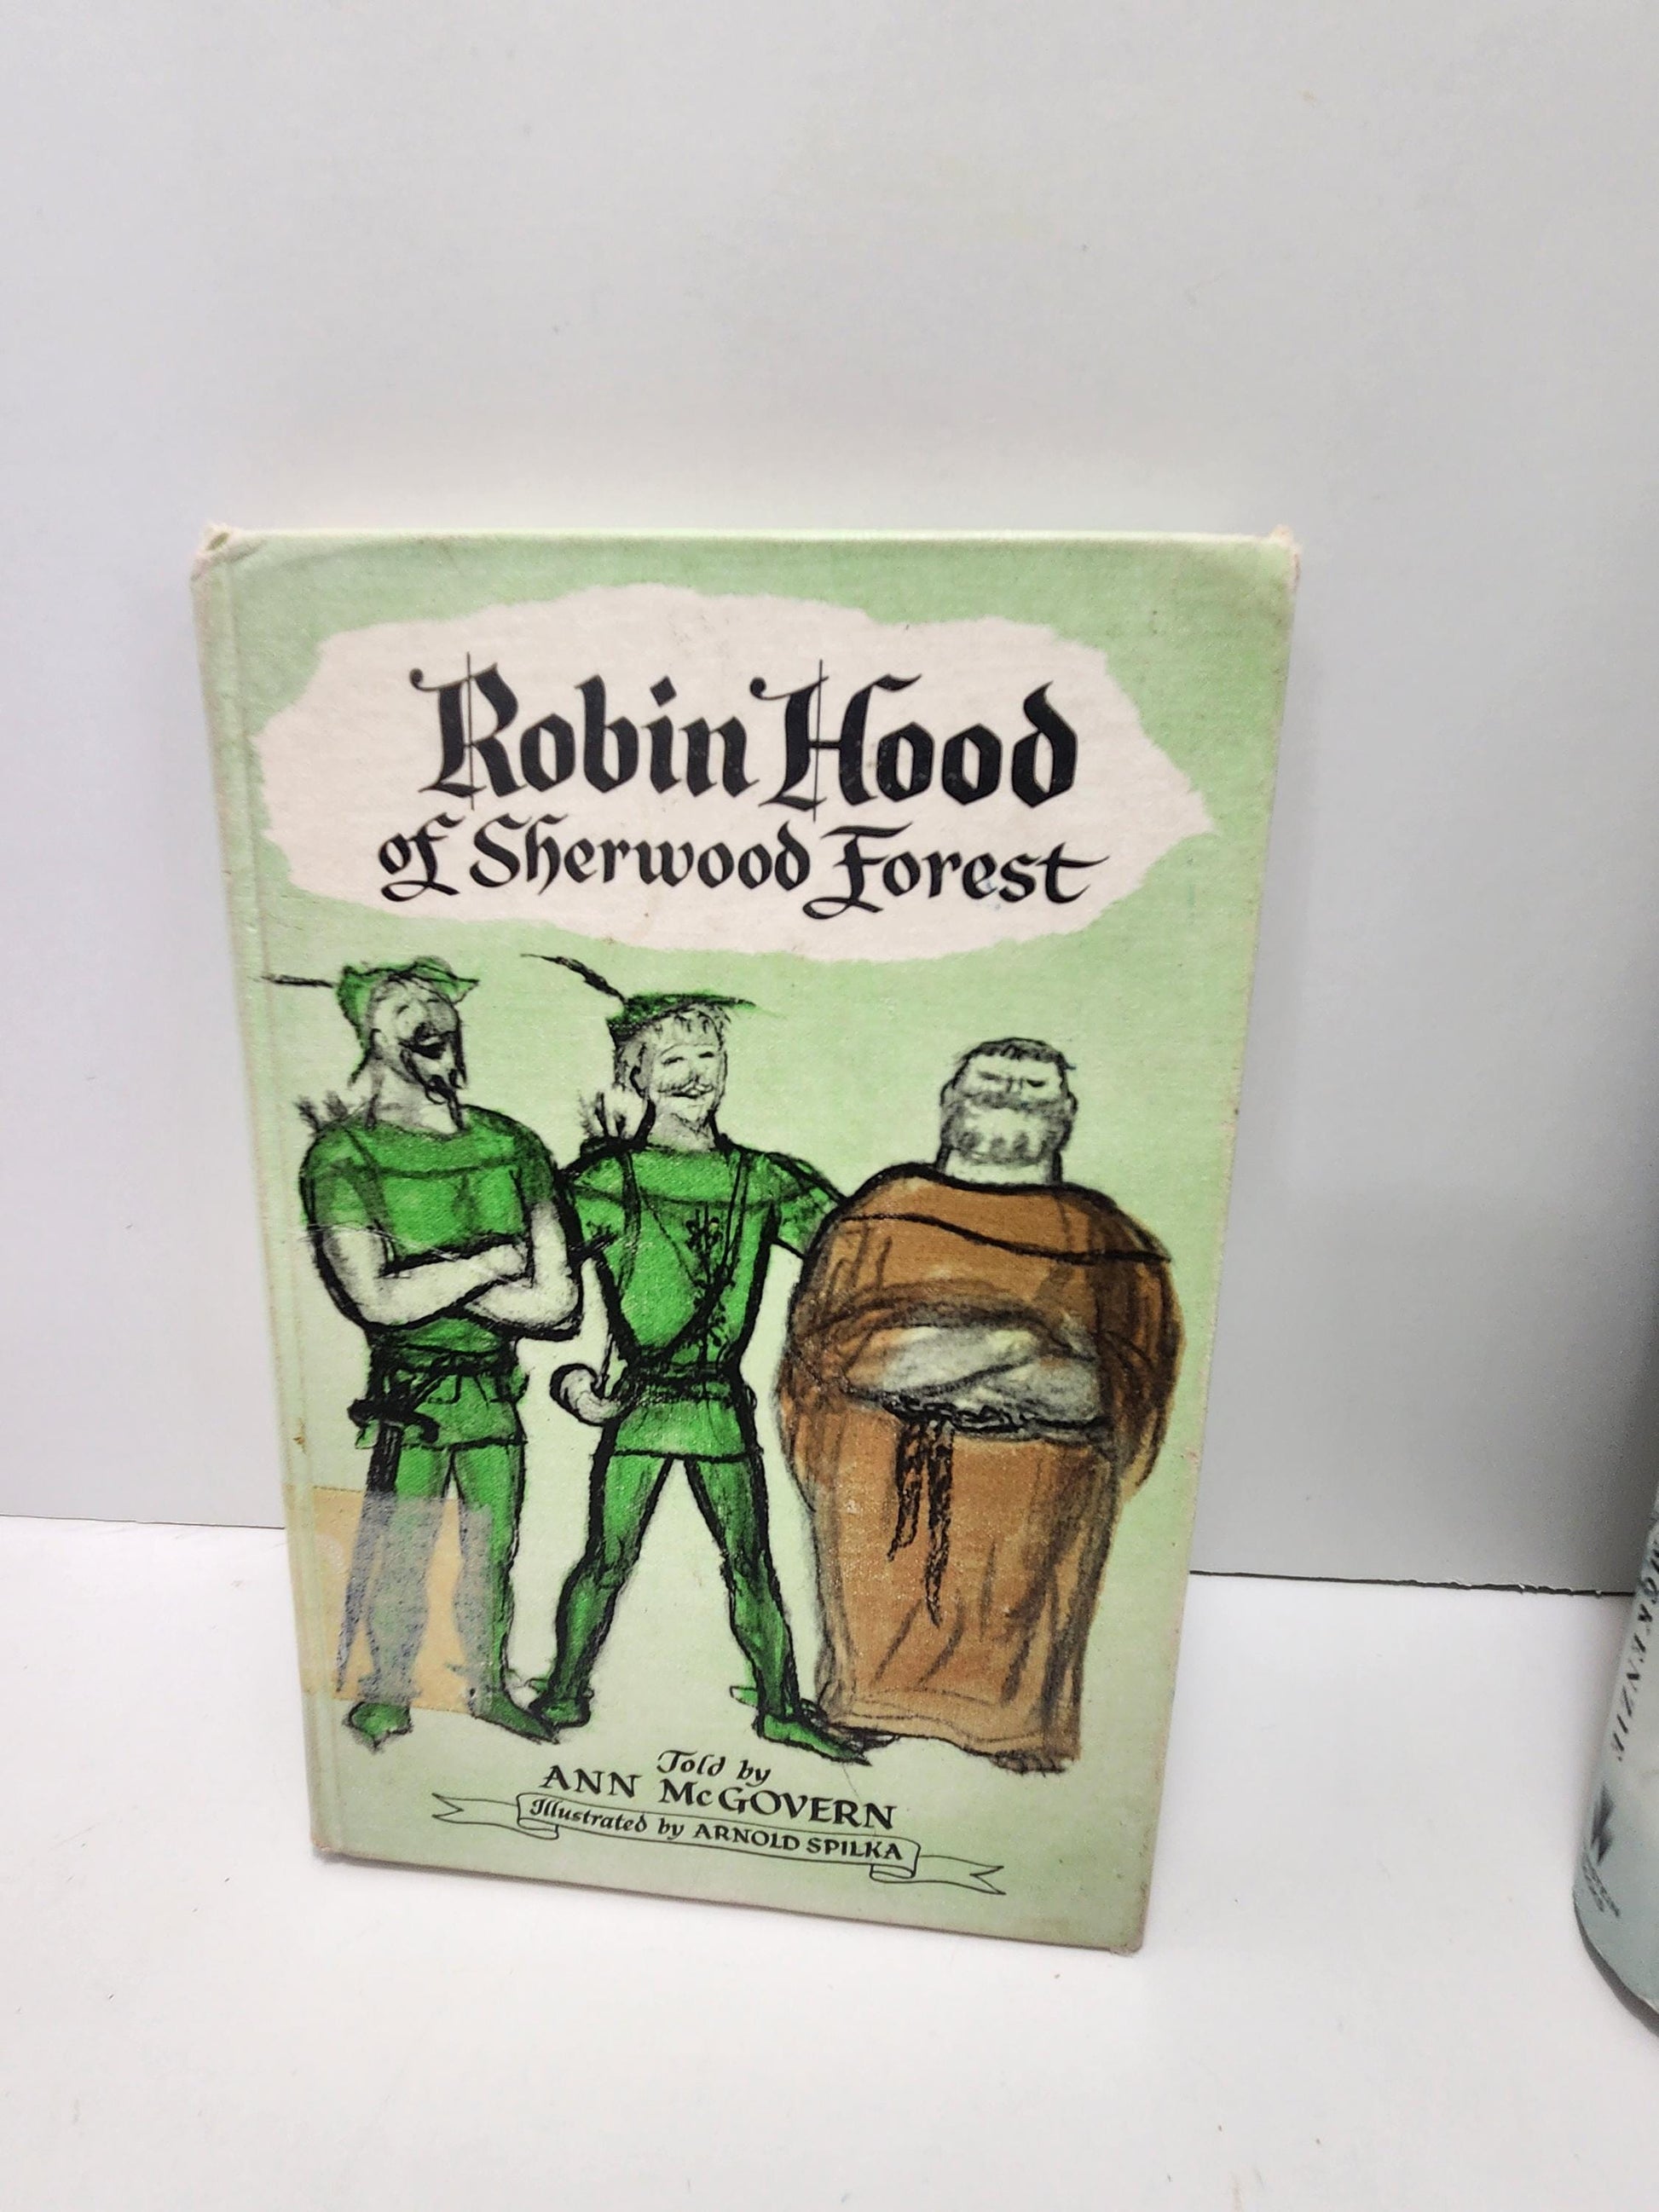 Robin Hood
of Sherwood Forest
Told by
ANN McGOVERN
Illustrated by ARNOLD SPILKA